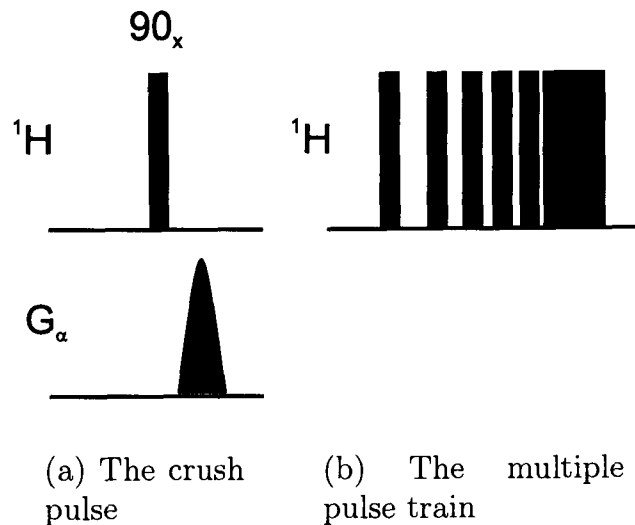 90ₓ
¹H
¹H
Gα
(a) The crush
pulse
(b) The multiple
pulse train